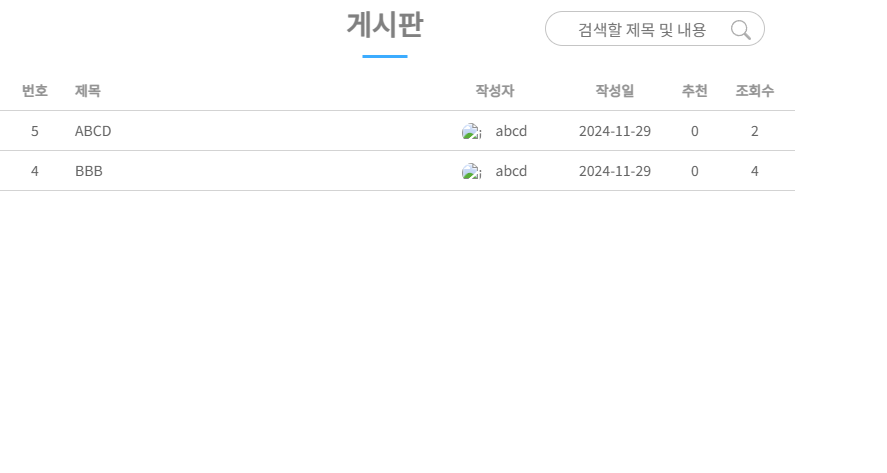 게시판
검색할 제목 및 내용
번호 제목 작성자 작성일 추천 조회수
5 ABCD abcd 2024-11-29 0 2
4 BBB abcd 2024-11-29 0 4